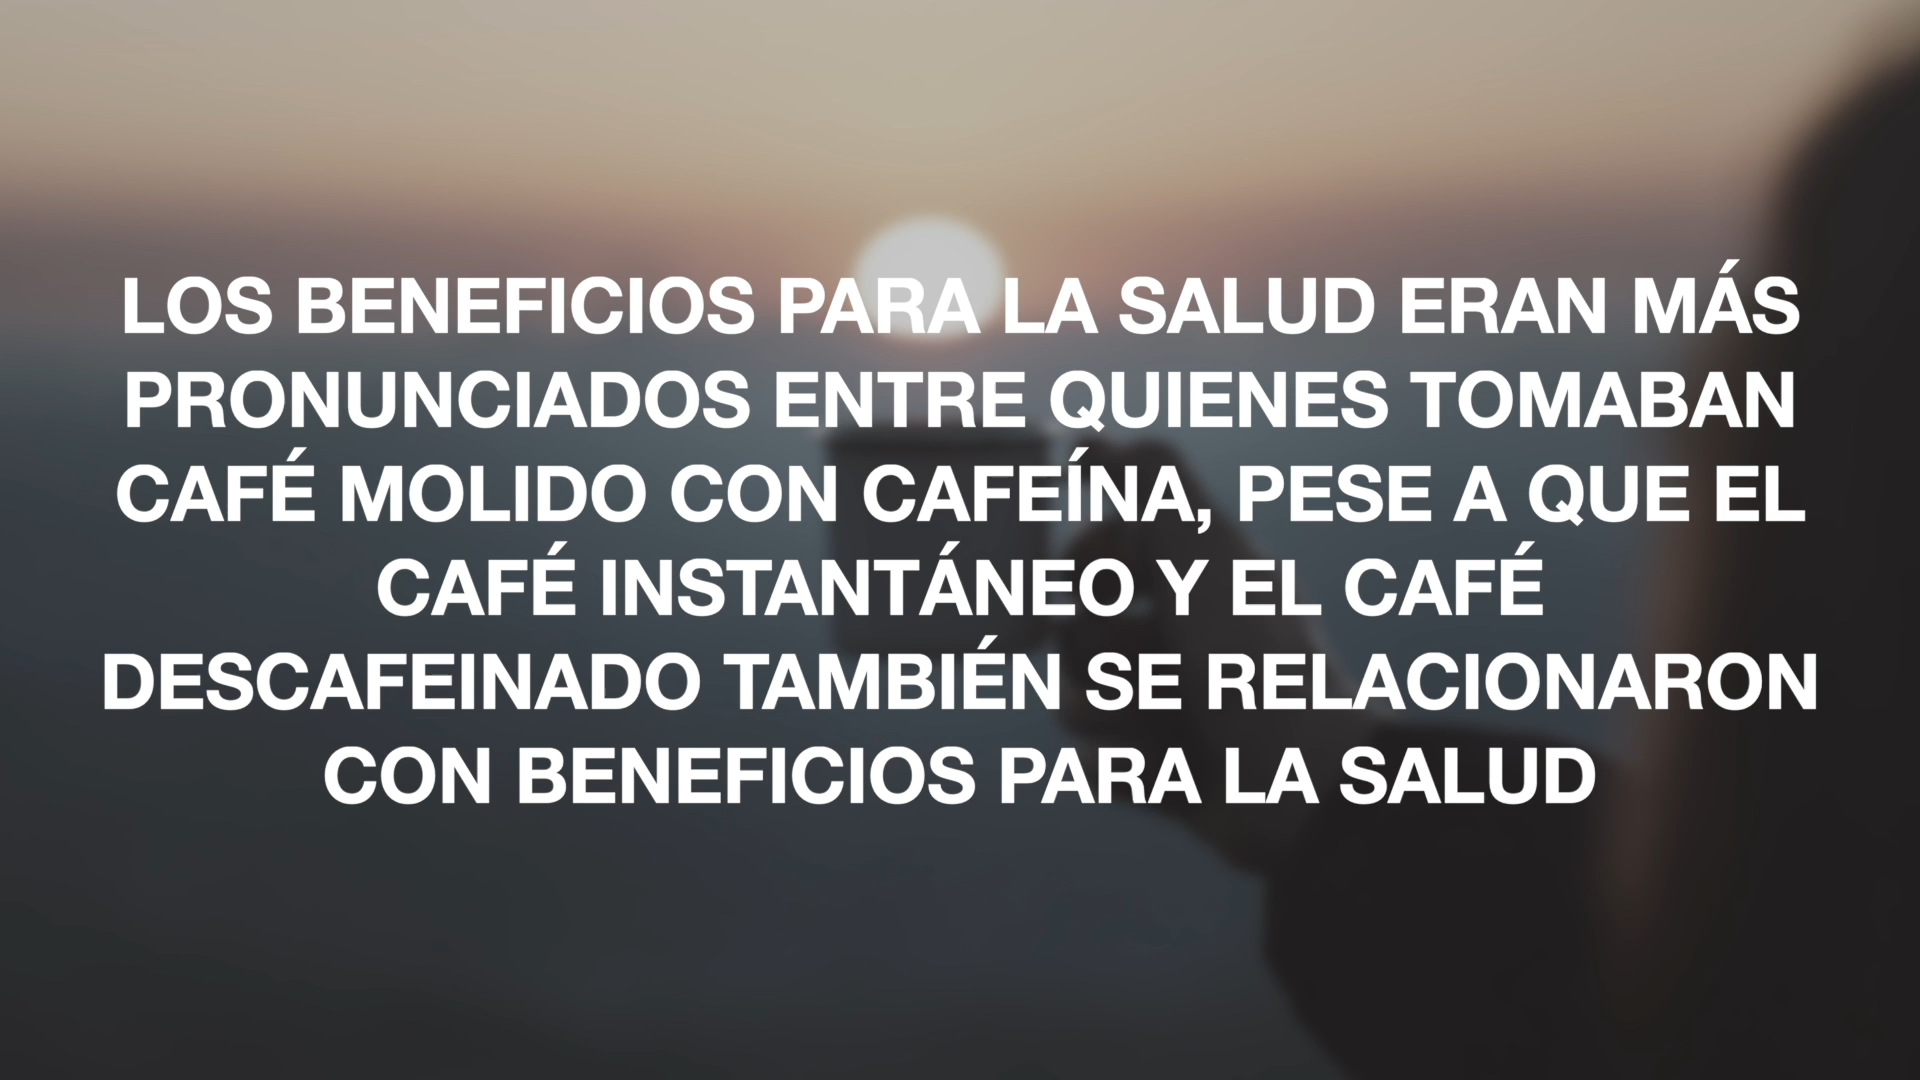 LOS BENEFICIOS PARA LA SALUD ERAN MÁS
PRONUNCIADOS ENTRE QUIENES TOMABAN
CAFÉ MOLIDO CON CAFEÍNA, PESE A QUE EL
CAFÉ INSTANTÁNEO Y EL CAFÉ
DESCAFEINADO TAMBIÉN SE RELACIONARON
CON BENEFICIOS PARA LA SALUD